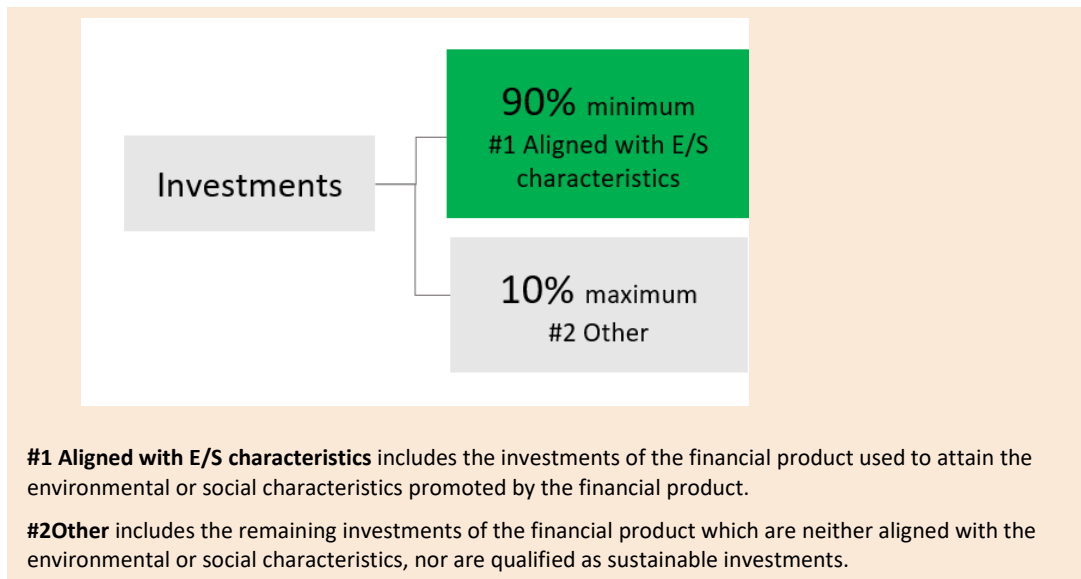 90% minimum
#1 Aligned with E/S
characteristics
Investments
10% maximum
#2 Other
#1 Aligned with E/S characteristics includes the investments of the financial product used to attain the
environmental or social characteristics promoted by the financial product.
#2Other includes the remaining investments of the financial product which are neither aligned with the
environmental or social characteristics, nor are qualified as sustainable investments.